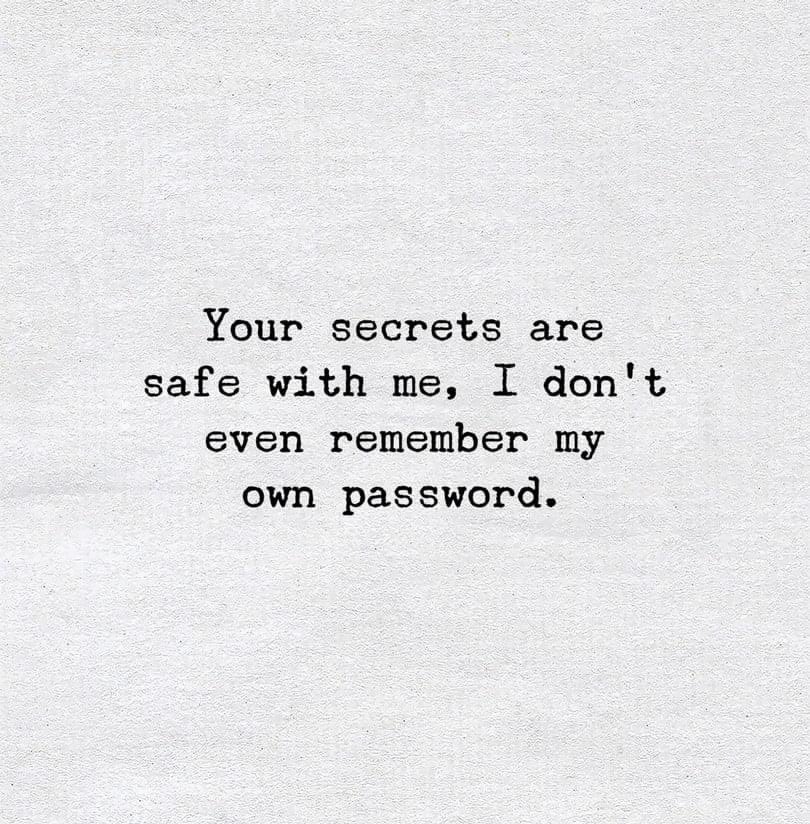 Your secrets are
safe with me, I don't
even remember my
own password.